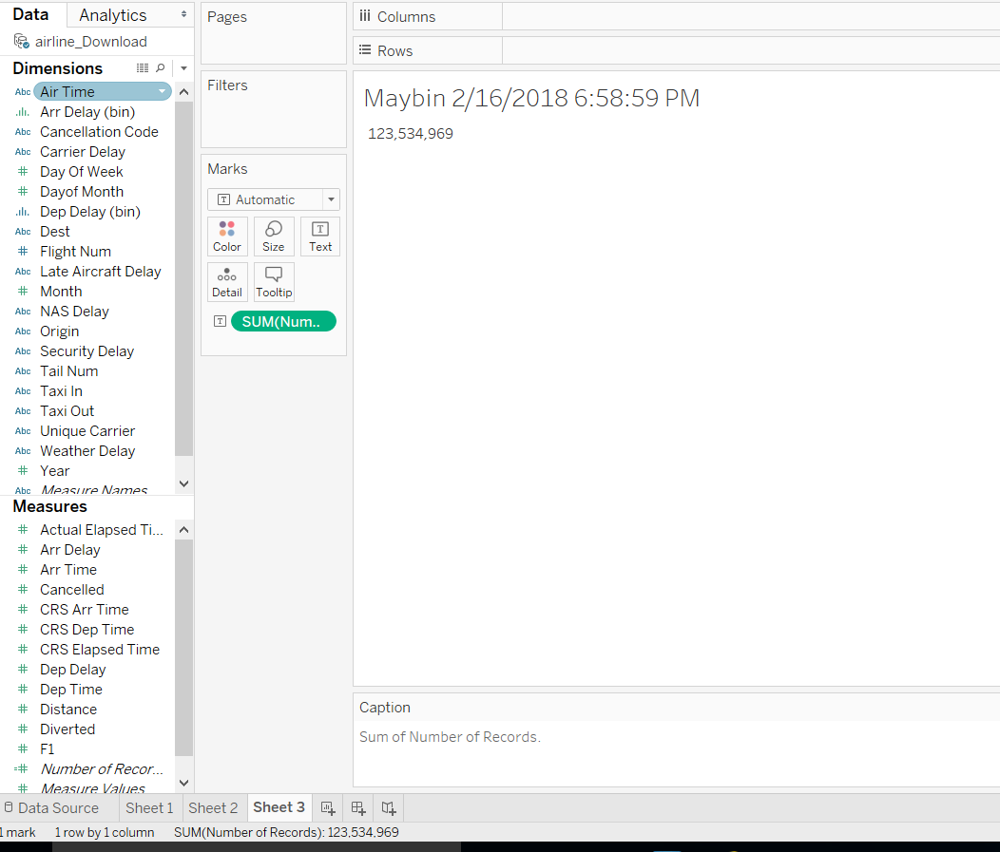 Data Analytics
airline_Download
Dimensions
Abc Air Time
Arr Delay (bin)
Abc Cancellation Code
Abc Carrier Delay
# Day Of Week
# Dayof Month
Dep Delay (bin)
Abc Dest
# Flight Num
Abc Late Aircraft Delay
# Month
Abc NAS Delay
Abc Origin
Abc Security Delay
Abc Tail Num
Abc Taxi In
Abc Taxi Out
Abc Unique Carrier
Abc Weather Delay
# Year
Abc Measure Names
Measures
# Actual Elapsed Ti...
# Arr Delay
# Arr Time
# Cancelled
# CRS Arr Time
# CRS Dep Time
# CRS Elapsed Time
# Dep Delay
# Dep Time
# Distance
# Diverted
# F1
=# Number of Recor...
# Measure Values
Pages
Filters
Marks
T Automatic
Color Size T Text
Detail Tooltip
T SUM(Num..
Columns
Rows
Maybin 2/16/2018 6:58:59 PM
123,534,969
Caption
Sum of Number of Records.
Data Source Sheet 1 Sheet 2 Sheet 3
1 mark 1 row by 1 column SUM(Number of Records): 123,534,969